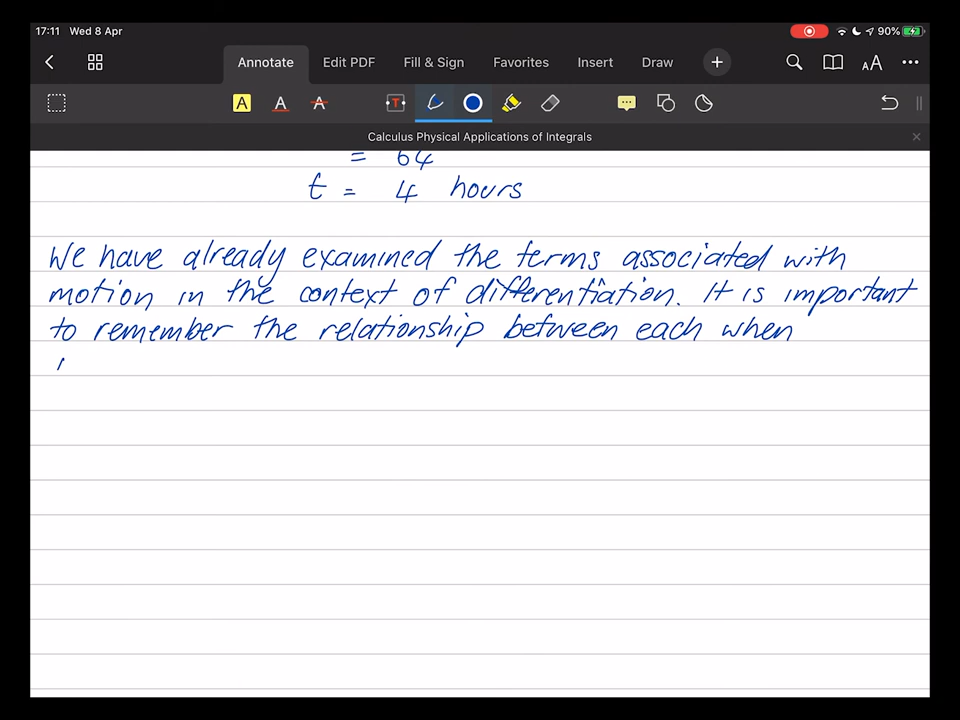 17:11 Wed 8 Apr 90%
Annotate Edit PDF Fill & Sign Favorites Insert Draw
A A A T AA
Calculus Physical Applications of Integrals
= 64
t = 4 hours
We have already examined the terms associated with
motion in the context of differentiation. It is important
to remember the relationship between each when